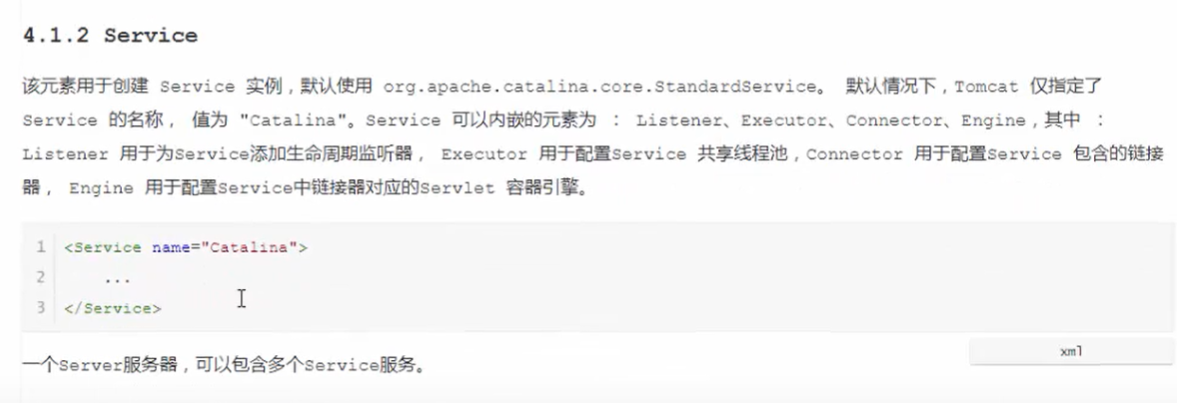 4.1.2 Service
该元素用于创建 Service 实例，默认使用 org.apache.catalina.core.StandardService。 默认情况下，Tomcat 仅指定了
Service 的名称， 值为 "Catalina"。Service 可以内嵌的元素为 ： Listener、Executor、Connector、Engine，其中 ：
Listener 用于为Service添加生命周期监听器， Executor 用于配置Service 共享线程池，Connector 用于配置Service 包含的链接
器， Engine 用于配置Service中链接器对应的Servlet 容器引擎。
1 <Service name="Catalina">
2 ...
3 </Service>
xml
一个Server服务器，可以包含多个Service服务。